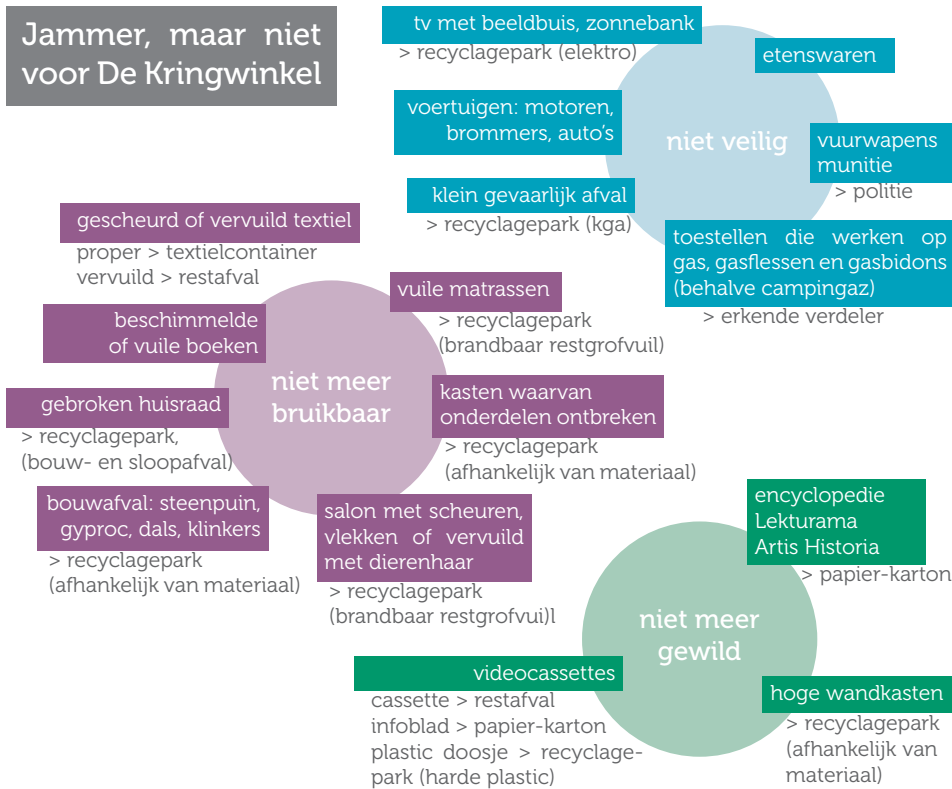 Jammer, maar niet
voor De Kringwinkel
tv met beeldbuis, zonnebank
> recyclagepark (elektro)
etenswaren
voertuigen: motoren,
brommers, auto's
niet veilig
vuurwapens
munitie
> politie
klein gevaarlijk afval
> recyclagepark (kga)
toestellen die werken op
gas, gasflessen en gasbidons
(behalve campingaz)
> erkende verdeler
gescheurd of vervuild textiel
proper > textielcontainer
vervuild > restafval
vuile matrassen
> recyclagepark
(brandbaar restgrofvuil)
beschimmelde
of vuile boeken
niet meer
bruikbaar
gebroken huisraad
> recyclagepark,
(bouw- en sloopafval)
kasten waarvan
onderdelen ontbreken
> recyclagepark
(afhankelijk van materiaal)
bouwafval: steenpuin,
gyproc, dals, klinkers
> recyclagepark
(afhankelijk van materiaal)
salon met scheuren,
vlekken of vervuild
met dierenhaar
> recyclagepark
(brandbaar restgrofvui)l
encyclopedie
Lekturama
Artis Historia
> papier-karton
niet meer
gewild
videocassettes
cassette > restafval
infoblad > papier-karton
plastic doosje > recyclage-
park (harde plastic)
hoge wandkasten
> recyclagepark
(afhankelijk van
materiaal)